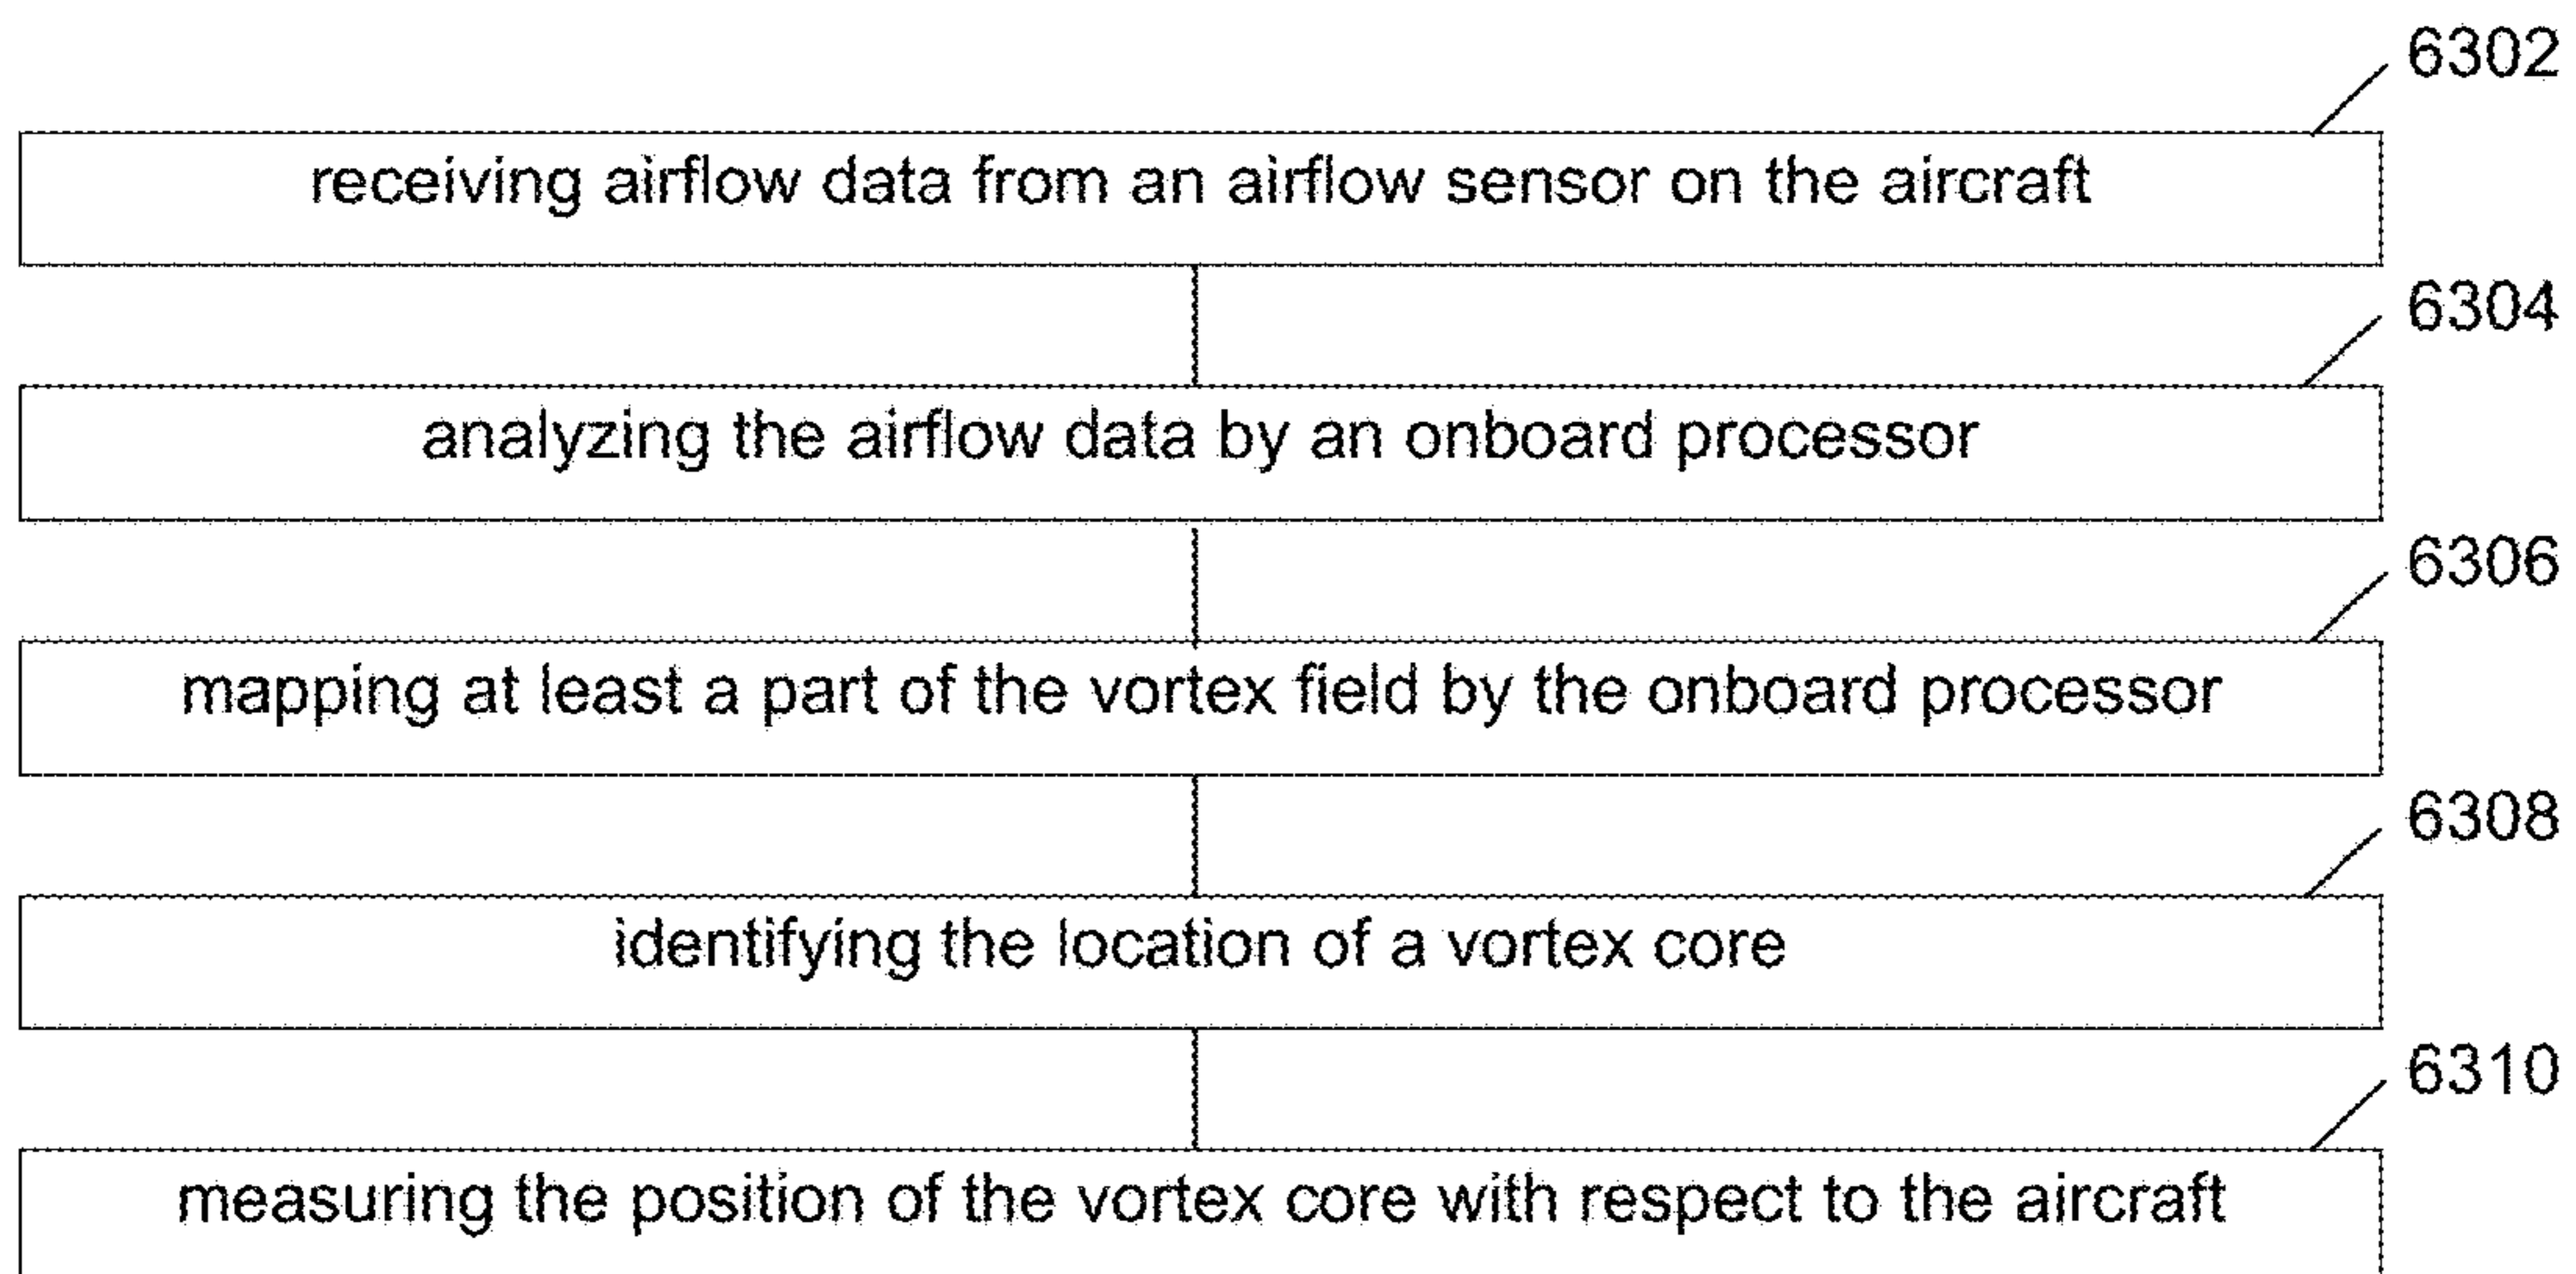 6302
receiving airflow data from an airflow sensor on the aircraft
6304
analyzing the airflow data by an onboard processor
6306
mapping at least a part of the vortex field by the onboard processor
6308
identifying the location of a vortex core
6310
measuring the position of the vortex core with respect to the aircraft